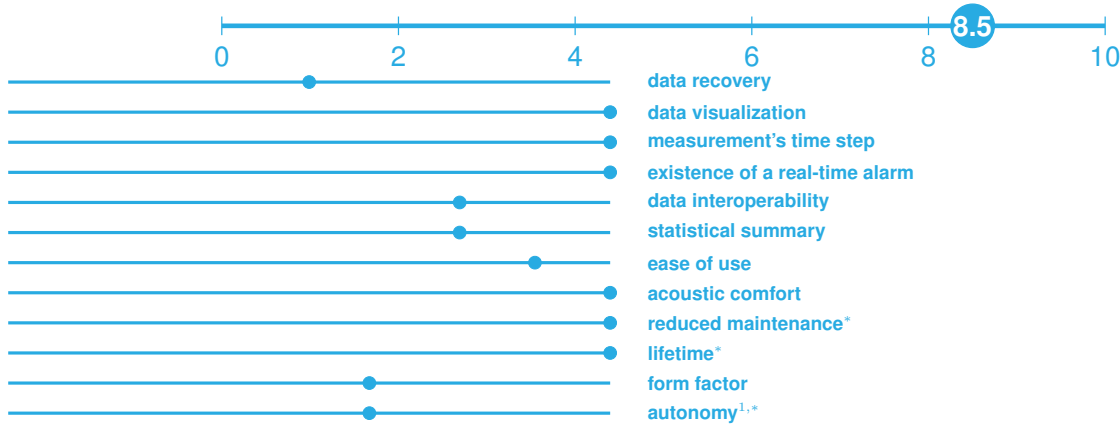 8.5
0 2 4 6 8 10
data recovery
data visualization
measurement's time step
existence of a real-time alarm
data interoperability
statistical summary
ease of use
acoustic comfort
reduced maintenance*
lifetime*
form factor
autonomy1,*